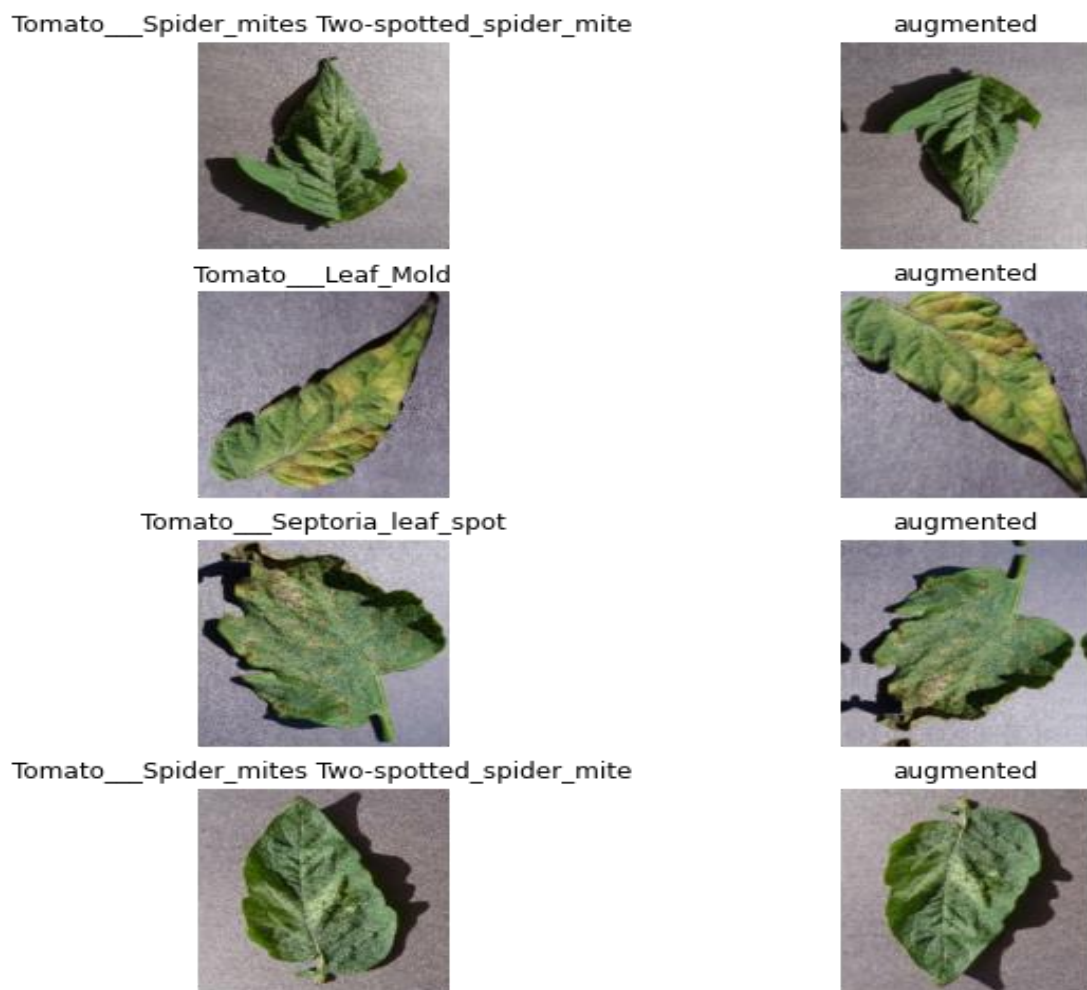 Tomato___Spider_mites Two-spotted_spider_mite
augmented
Tomato___Leaf_Mold
augmented
Tomato___Septoria_leaf_spot
augmented
Tomato___Spider_mites Two-spotted_spider_mite
augmented